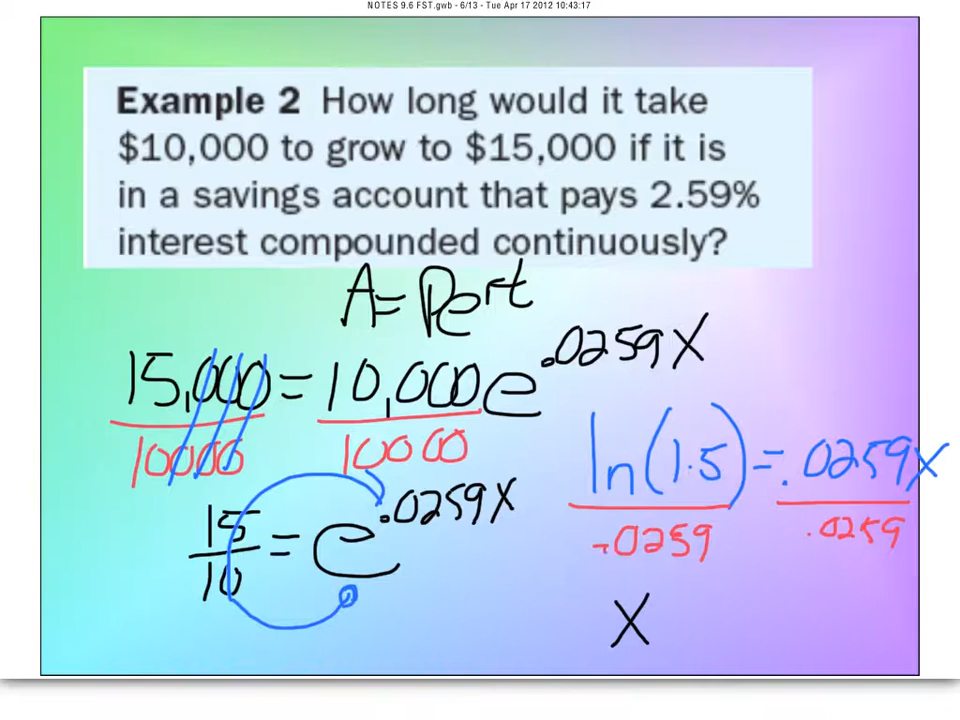 NOTES 9.6 FST.gwb - 6/13 - Tue Apr 17 2012 10:43:17
Example 2 How long would it take
$10,000 to grow to $15,000 if it is
in a savings account that pays 2.59%
interest compounded continuously?
A = Pe^rt
15,000 = 10,000e^.0259X
10000 10000
15/10 = e^.0259X
ln(1.5) = .0259X
.0259 .0259
X